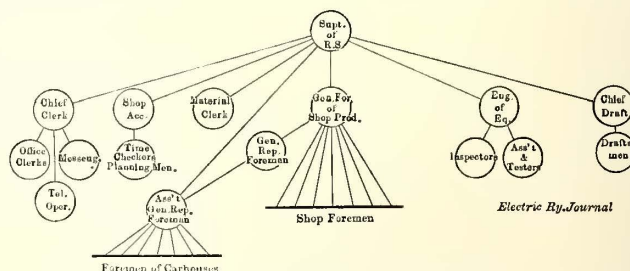 Supt.
of
R.S.
Chief
Clerk
Shop
Acc.
Material
Clerk
Gen. For.
of
Shop Prod.
Eng.
of
Eq.
Chief
Draft.
Office
Clerks
Messeng.
Tel.
Oper.
Time
Checkers
Planning Men.
Gen.
Rep.
Foremen
Inspectors
Ass't
&
Testers
Drafts
men
Ass't
Gen. Rep.
Foreman
Shop Foremen
Electric Ry. Journal
Foremen of Carhouses